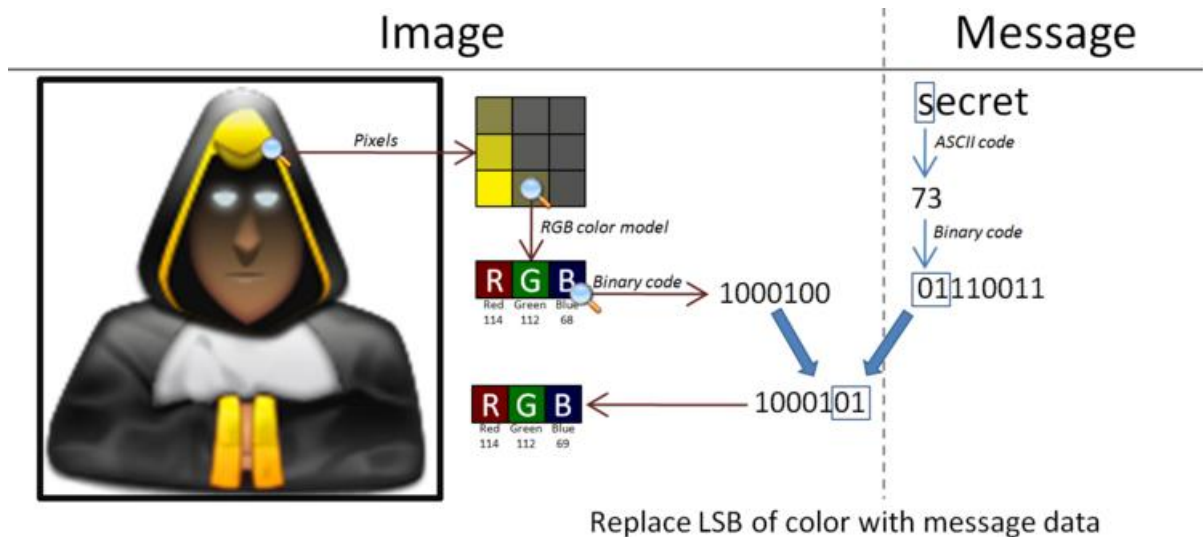 Image
Message
secret
Pixels
ASCII code
73
RGB color model
Binary code
R G B
Binary code
Red Green Blue
114 112 68
1000100
01110011
R G B
1000101
Red Green Blue
114 112 69
Replace LSB of color with message data